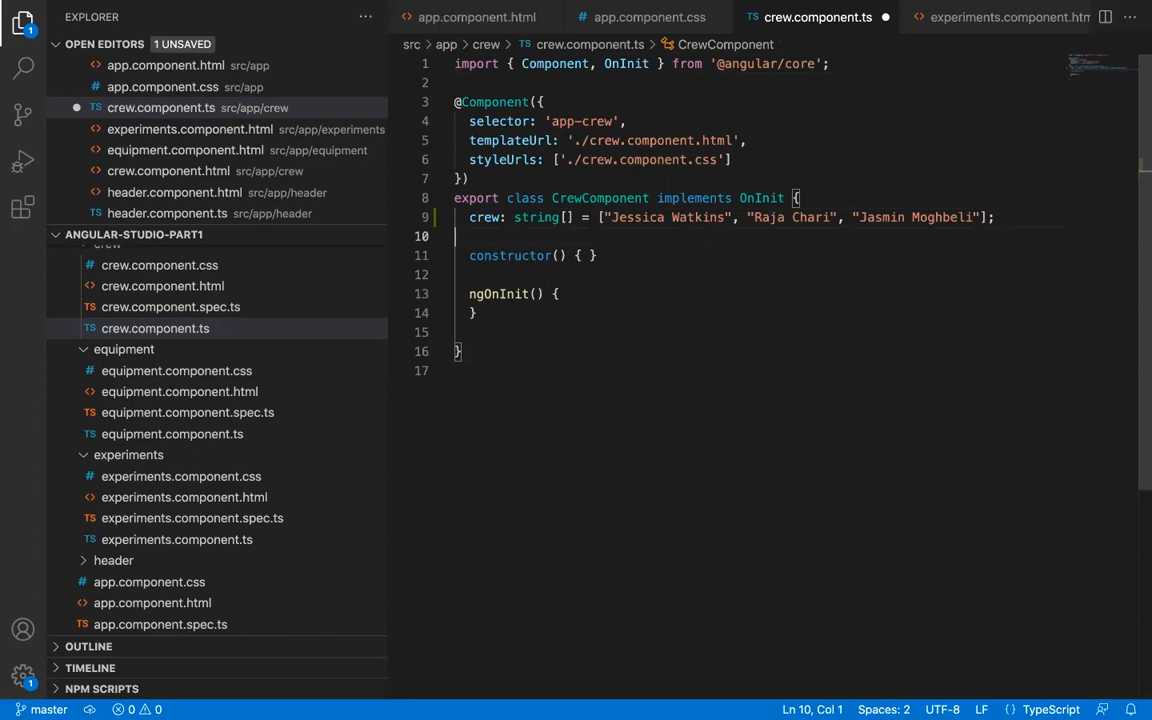 EXPLORER
OPEN EDITORS 1 UNSAVED
app.component.html src/app
app.component.css src/app
crew.component.ts src/app/crew
experiments.component.html src/app/experiments
equipment.component.html src/app/equipment
crew.component.html src/app/crew
header.component.html src/app/header
header.component.ts src/app/header
ANGULAR-STUDIO-PART1
crew
crew.component.css
crew.component.html
crew.component.spec.ts
crew.component.ts
equipment
equipment.component.css
equipment.component.html
equipment.component.spec.ts
equipment.component.ts
experiments
experiments.component.css
experiments.component.html
experiments.component.spec.ts
experiments.component.ts
header
app.component.css
app.component.html
app.component.spec.ts
OUTLINE
TIMELINE
NPM SCRIPTS
app.component.html app.component.css crew.component.ts experiments.component.htm
src > app > crew > TS crew.component.ts > CrewComponent
1 import { Component, OnInit } from '@angular/core';
2
3 @Component({
4 selector: 'app-crew',
5 templateUrl: './crew.component.html',
6 styleUrls: ['./crew.component.css']
7 })
8 export class CrewComponent implements OnInit {
9 crew: string[] = ["Jessica Watkins", "Raja Chari", "Jasmin Moghbeli"];
10
11 constructor() { }
12
13 ngOnInit() {
14 }
15
16 }
17
master 0 0 Ln 10, Col 1 Spaces: 2 UTF-8 LF {} TypeScript